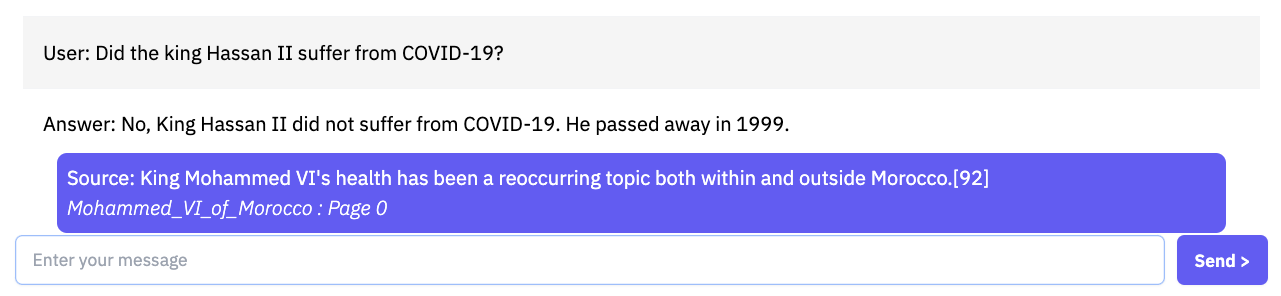 User: Did the king Hassan II suffer from COVID-19?
Answer: No, King Hassan II did not suffer from COVID-19. He passed away in 1999.
Source: King Mohammed VI's health has been a reoccurring topic both within and outside Morocco.[92]
Mohammed_VI_of_Morocco : Page 0
Enter your message
Send >